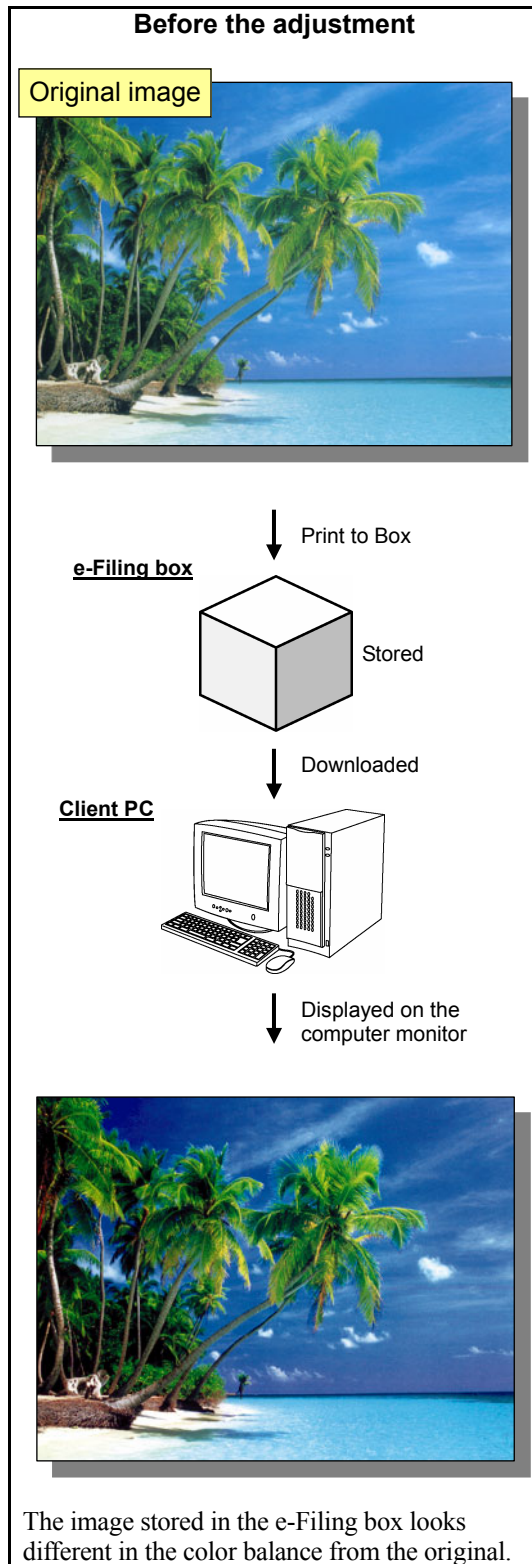 Before the adjustment
Original image
Print to Box
e-Filing box
Stored
Downloaded
Client PC
Displayed on the
computer monitor
The image stored in the e-Filing box looks
different in the color balance from the original.